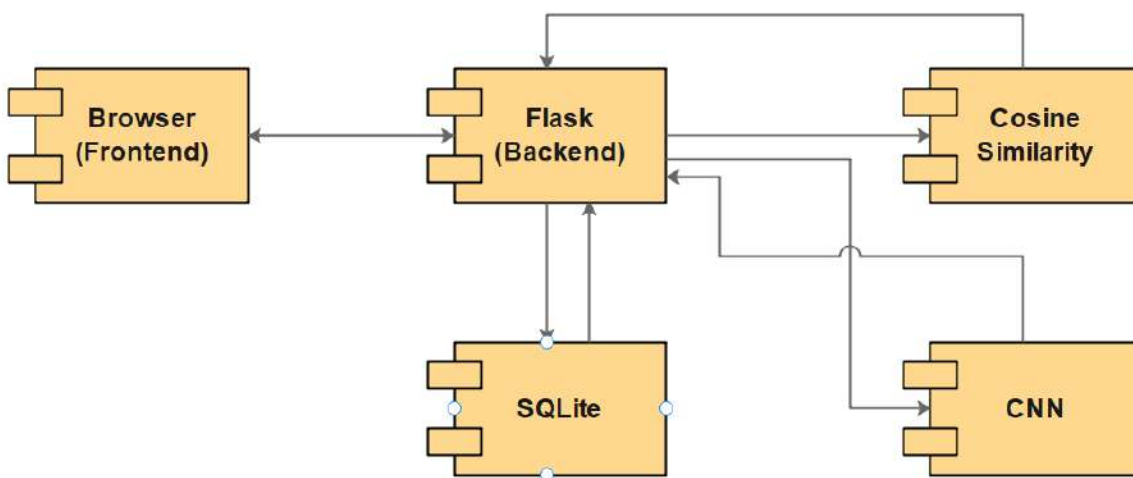 Browser
(Frontend)
Flask
(Backend)
Cosine
Similarity
SQLite
CNN